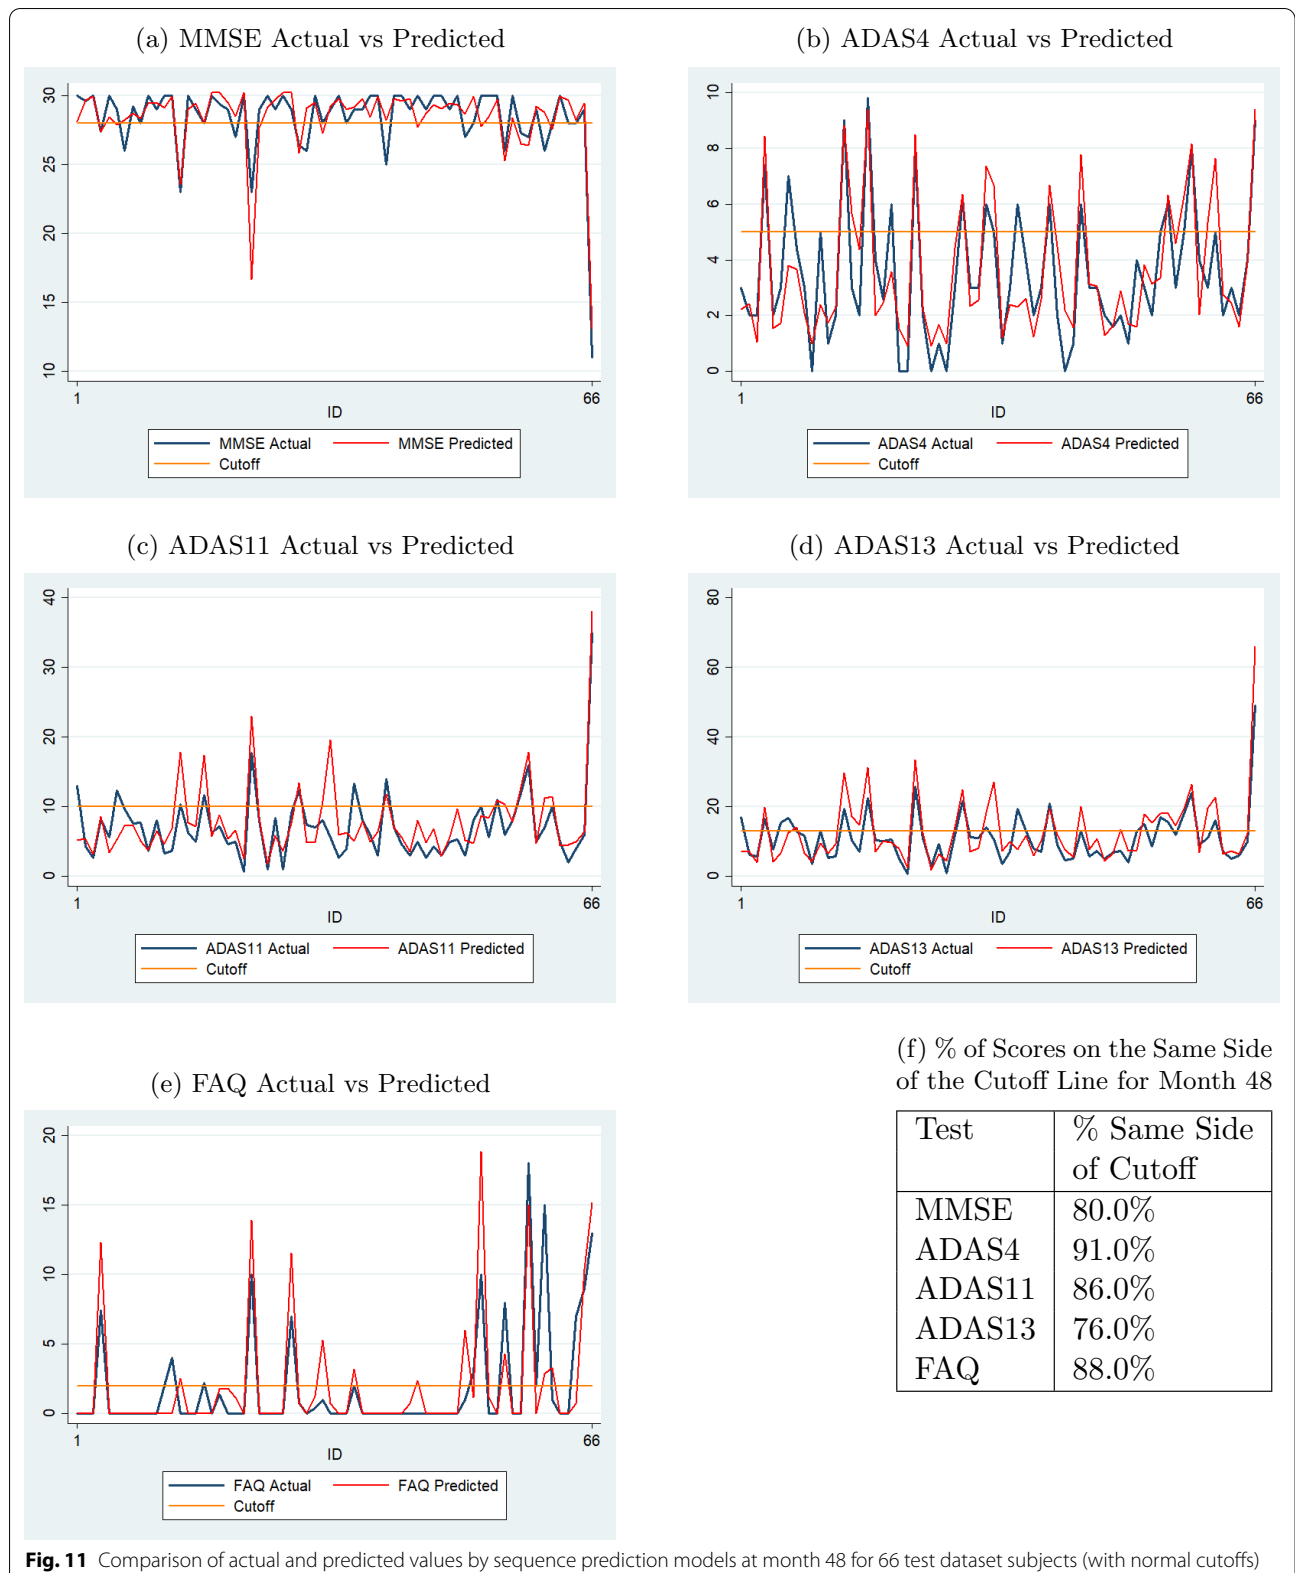 (a) MMSE Actual vs Predicted
30
25
20
15
10
1
66
ID
MMSE Actual
MMSE Predicted
Cutoff
(b) ADAS4 Actual vs Predicted
10
8
6
4
2
0
1
66
ID
ADAS4 Actual
ADAS4 Predicted
Cutoff
(c) ADAS11 Actual vs Predicted
40
30
20
10
0
1
66
ID
ADAS11 Actual
ADAS11 Predicted
Cutoff
(d) ADAS13 Actual vs Predicted
80
60
40
20
0
1
66
ID
ADAS13 Actual
ADAS13 Predicted
Cutoff
(e) FAQ Actual vs Predicted
20
15
10
5
0
1
66
ID
FAQ Actual
FAQ Predicted
Cutoff
(f) % of Scores on the Same Side
of the Cutoff Line for Month 48
Test % Same Side
of Cutoff
MMSE 80.0%
ADAS4 91.0%
ADAS11 86.0%
ADAS13 76.0%
FAQ 88.0%
Fig. 11 Comparison of actual and predicted values by sequence prediction models at month 48 for 66 test dataset subjects (with normal cutoffs)